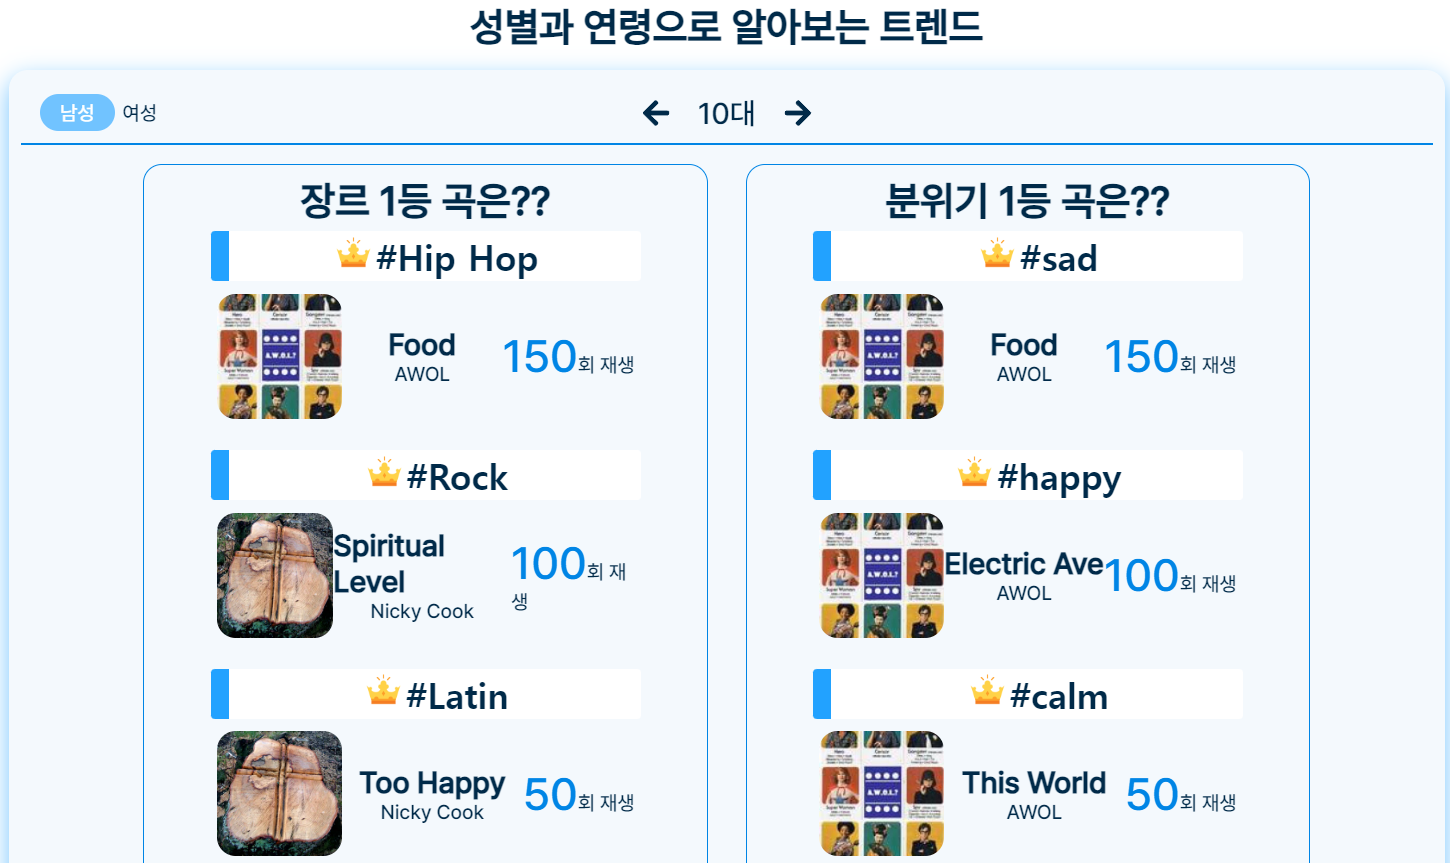 성별과 연령으로 알아보는 트렌드
남성 여성
10대
장르 1등 곡은??
#Hip Hop
Food
AWOL
150회 재생
#Rock
Spiritual
Level
Nicky Cook
100회 재
생
#Latin
Too Happy
Nicky Cook
50회 재생
분위기 1등 곡은??
#sad
Food
AWOL
150회 재생
#happy
Electric Ave
AWOL
100회 재생
#calm
This World
AWOL
50회 재생